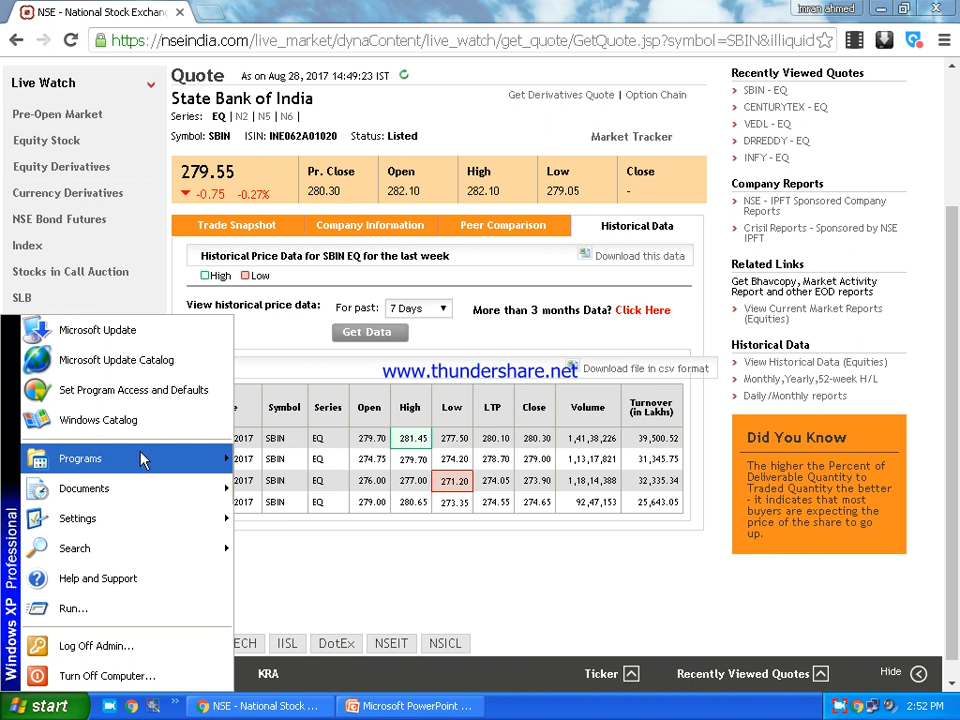 NSE - National Stock Exchang
imran ahmed
https://nseindia.com/live_market/dynaContent/live_watch/get_quote/GetQuote.jsp?symbol=SBIN&illiquid
Live Watch
Pre-Open Market
Equity Stock
Equity Derivatives
Currency Derivatives
NSE Bond Futures
Index
Stocks in Call Auction
SLB
Quote As on Aug 28, 2017 14:49:23 IST
State Bank of India
Get Derivatives Quote | Option Chain
Series: EQ | N2 | N5 | N6 |
Symbol: SBIN ISIN: INE062A01020 Status: Listed
Market Tracker
279.55 Pr. Close Open High Low Close
-0.75 -0.27% 280.30 282.10 282.10 279.05 -
Trade Snapshot Company Information Peer Comparison Historical Data
Historical Price Data for SBIN EQ for the last week
Download this data
High Low
View historical price data: For past: 7 Days
More than 3 months Data? Click Here
Get Data
www.thundershare.net
Download file in csv format
e Symbol Series Open High Low LTP Close Volume Turnover
(in Lakhs)
2017 SBIN EQ 279.70 281.45 277.50 280.10 280.30 1,41,38,226 39,500.52
2017 SBIN EQ 274.75 279.70 274.20 278.70 279.00 1,13,17,821 31,345.75
2017 SBIN EQ 276.00 277.00 271.20 274.05 273.90 1,18,14,388 32,335.34
2017 SBIN EQ 279.00 280.65 273.35 274.55 274.65 92,47,153 25,643.05
Recently Viewed Quotes
SBIN - EQ
CENTURYTEX - EQ
VEDL - EQ
DRREDDY - EQ
INFY - EQ
Company Reports
NSE - IPFT Sponsored Company
Reports
Crisil Reports - Sponsored by NSE
IPFT
Related Links
Get Bhavcopy, Market Activity
Report and other EOD reports
View Current Market Reports
(Equities)
Historical Data
View Historical Data (Equities)
Monthly,Yearly,52-week H/L
Daily/Monthly reports
Did You Know
The higher the Percent of
Deliverable Quantity to
Traded Quantity the better
- it indicates that most
buyers are expecting the
price of the share to go
up.
Microsoft Update
Microsoft Update Catalog
Set Program Access and Defaults
Windows Catalog
Programs
Documents
Settings
Search
Help and Support
Run...
Log Off Admin...
Turn Off Computer...
Windows XP Professional
ECH IISL DotEx NSEIT NSICL
KRA Ticker Recently Viewed Quotes Hide
start
NSE - National Stock ...
Microsoft PowerPoint ...
2:52 PM